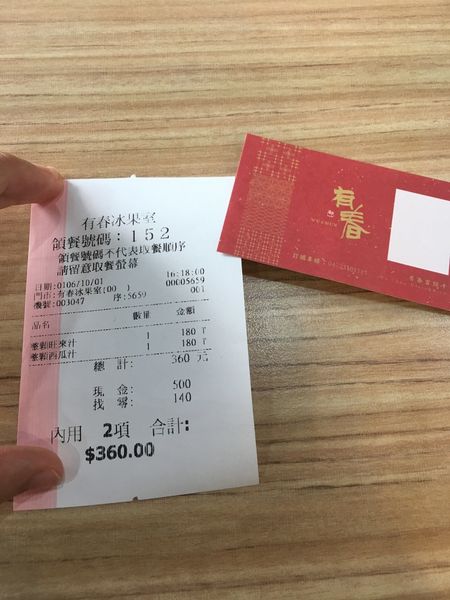 有春冰果室
領餐號碼:152
領餐號碼不代表取餐順序
請留意取餐螢幕
16:18:00
日期:0106/10/01 00005659
門市:有春冰果室(00 ) 序:5659 001
機號:003047
品名 數量 金額
整顆旺來汁 1 180 T
整顆西瓜汁 1 180 T
總 計: 360 元
現 金: 500
找 零: 140
內用 2項 合計:
$360.00
有春
訂購專線